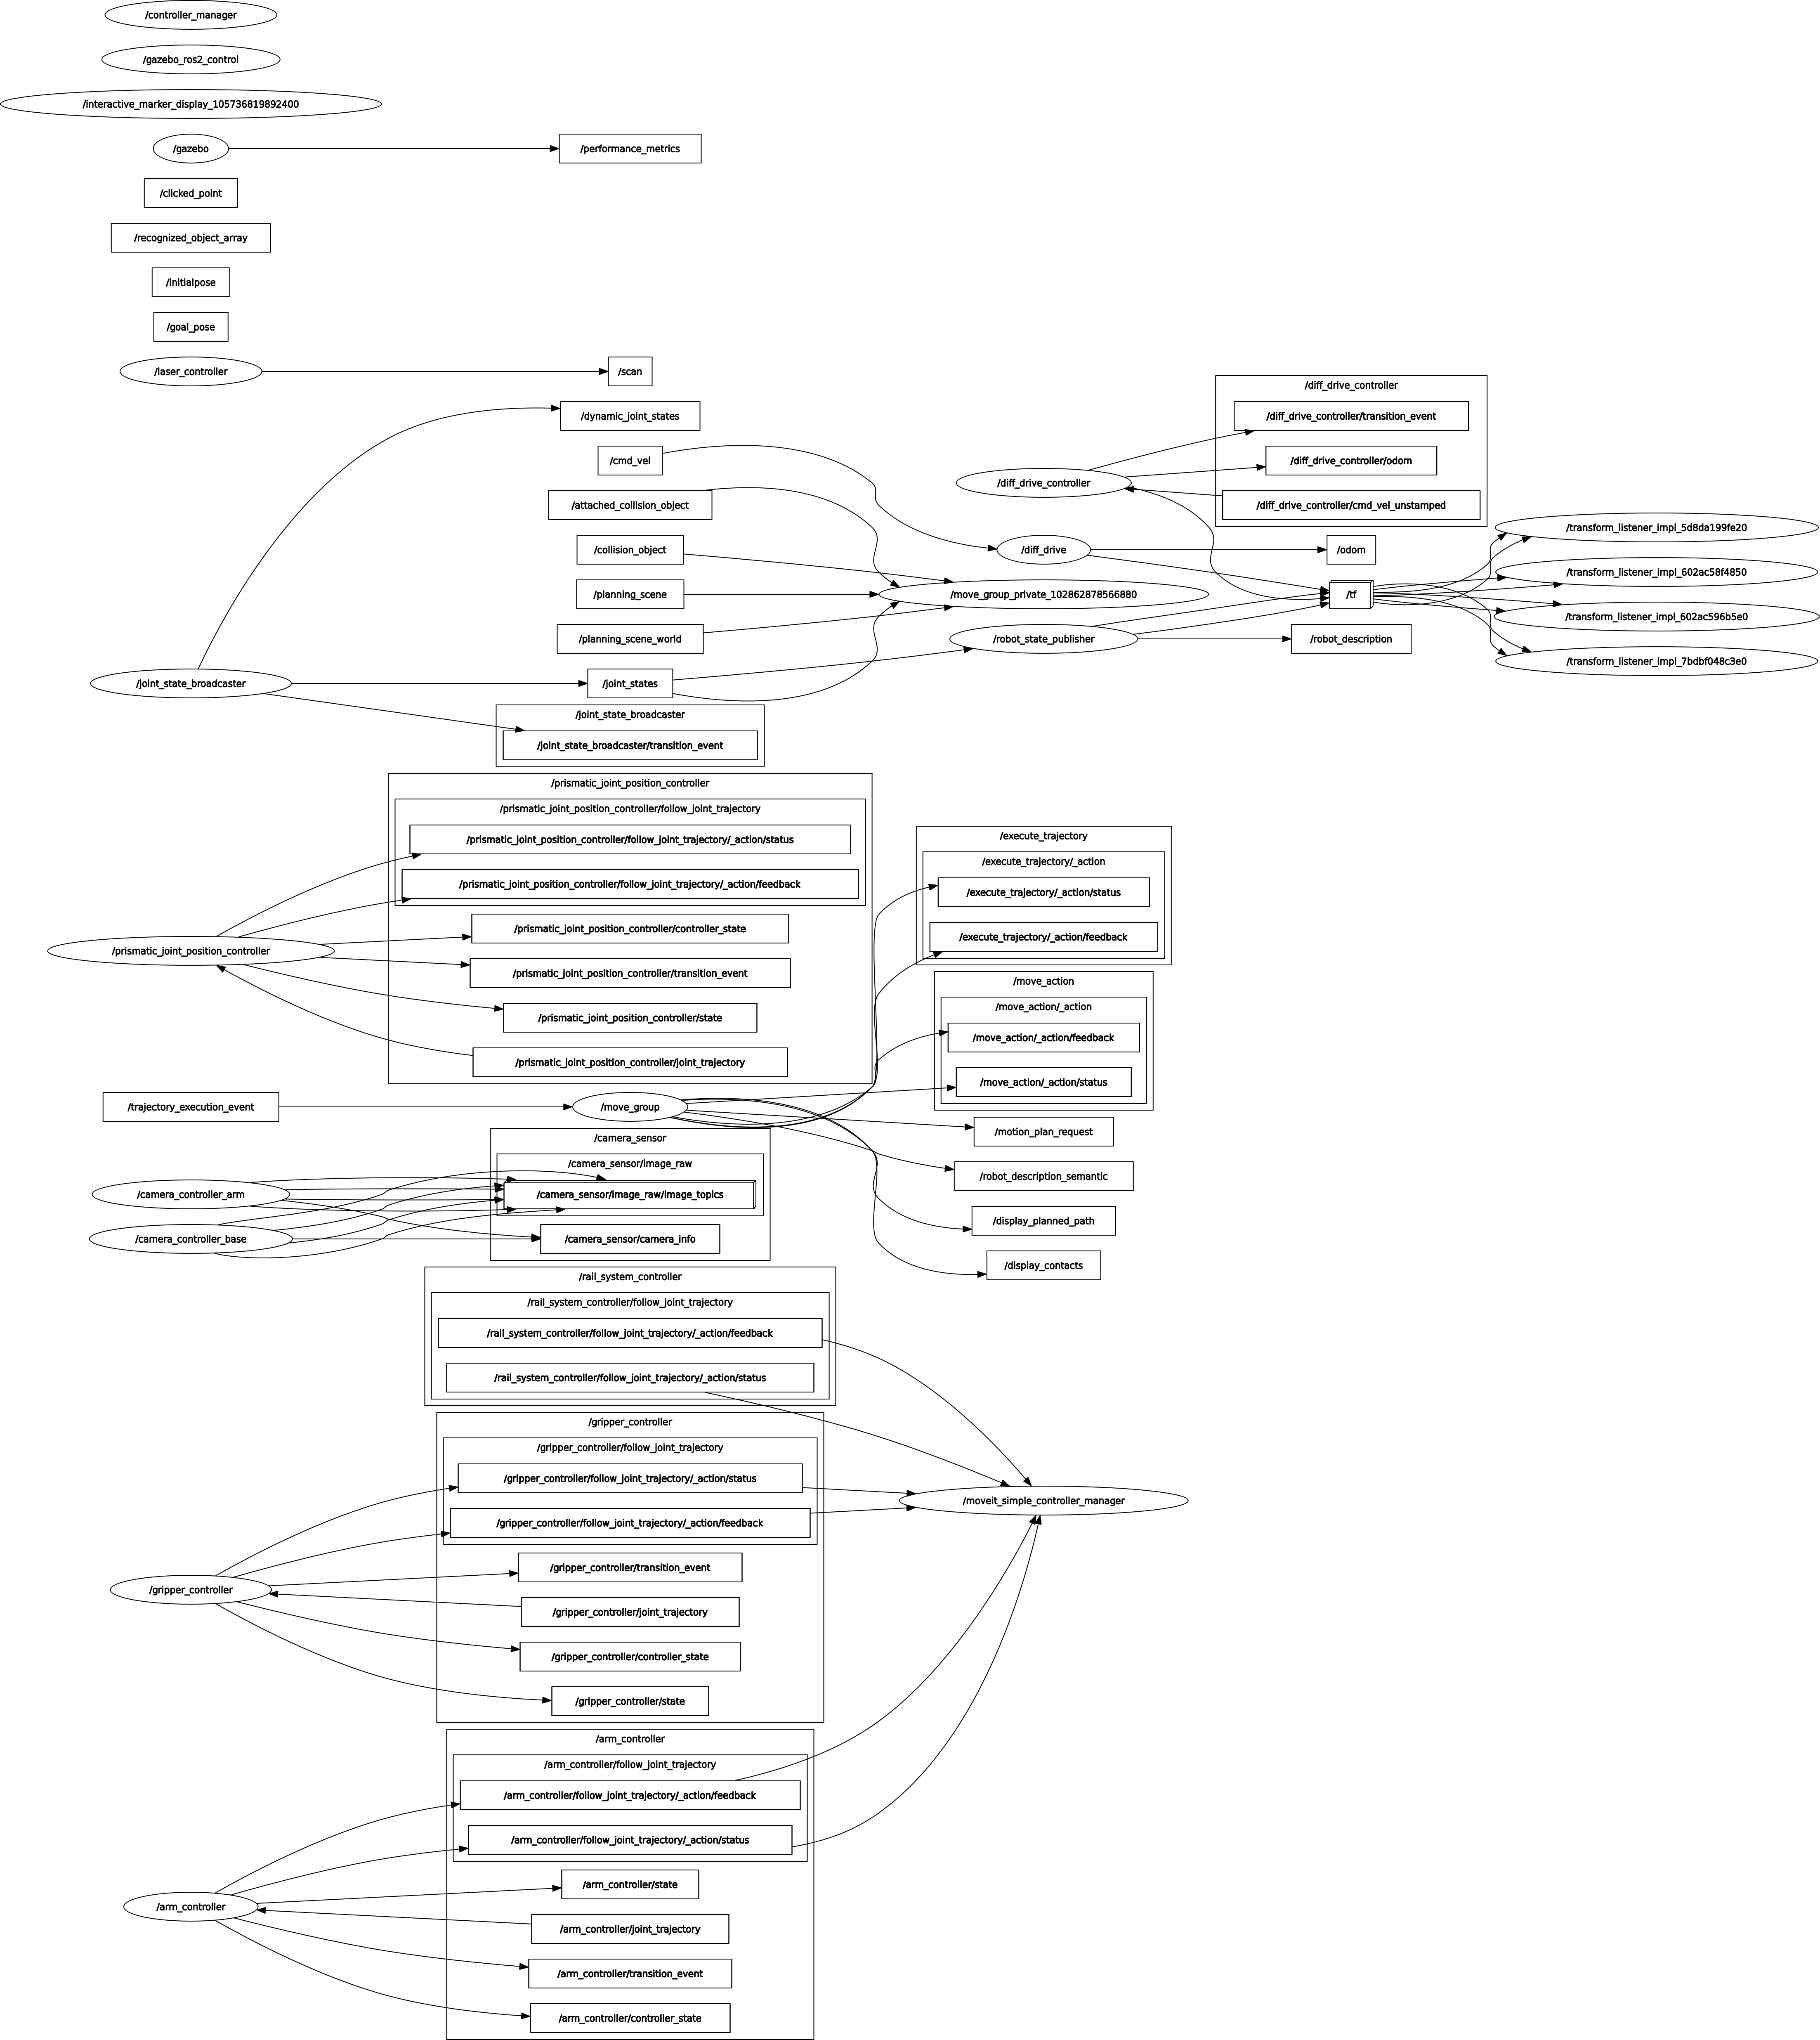 /controller_manager
/gazebo_ros2_control
/interactive_marker_display_105736819892400
/gazebo
/performance_metrics
/clicked_point
/recognized_object_array
/initialpose
/goal_pose
/laser_controller
/scan
/dynamic_joint_states
/cmd_vel
/attached_collision_object
/collision_object
/planning_scene
/planning_scene_world
/joint_state_broadcaster
/joint_states
/joint_state_broadcaster
/joint_state_broadcaster/transition_event
/diff_drive_controller
/diff_drive_controller/transition_event
/diff_drive_controller/odom
/diff_drive_controller/cmd_vel_unstamped
/diff_drive_controller
/diff_drive
/odom
/move_group_private_102862878566880
/tf
/robot_state_publisher
/robot_description
/transform_listener_impl_5d8da199fe20
/transform_listener_impl_602ac58f4850
/transform_listener_impl_602ac596b5e0
/transform_listener_impl_7bdbf048c3e0
/prismatic_joint_position_controller
/prismatic_joint_position_controller/follow_joint_trajectory
/prismatic_joint_position_controller/follow_joint_trajectory/_action/status
/prismatic_joint_position_controller/follow_joint_trajectory/_action/feedback
/prismatic_joint_position_controller/controller_state
/prismatic_joint_position_controller
/prismatic_joint_position_controller/transition_event
/prismatic_joint_position_controller/state
/prismatic_joint_position_controller/joint_trajectory
/execute_trajectory
/execute_trajectory/_action
/execute_trajectory/_action/status
/execute_trajectory/_action/feedback
/move_action
/move_action/_action
/move_action/_action/feedback
/move_action/_action/status
/trajectory_execution_event
/move_group
/motion_plan_request
/robot_description_semantic
/display_planned_path
/display_contacts
/camera_sensor
/camera_sensor/image_raw
/camera_controller_arm
/camera_sensor/image_raw/image_topics
/camera_controller_base
/camera_sensor/camera_info
/rail_system_controller
/rail_system_controller/follow_joint_trajectory
/rail_system_controller/follow_joint_trajectory/_action/feedback
/rail_system_controller/follow_joint_trajectory/_action/status
/gripper_controller
/gripper_controller/follow_joint_trajectory
/gripper_controller/follow_joint_trajectory/_action/status
/moveit_simple_controller_manager
/gripper_controller/follow_joint_trajectory/_action/feedback
/gripper_controller/transition_event
/gripper_controller
/gripper_controller/joint_trajectory
/gripper_controller/controller_state
/gripper_controller/state
/arm_controller
/arm_controller/follow_joint_trajectory
/arm_controller/follow_joint_trajectory/_action/feedback
/arm_controller/follow_joint_trajectory/_action/status
/arm_controller/state
/arm_controller
/arm_controller/joint_trajectory
/arm_controller/transition_event
/arm_controller/controller_state